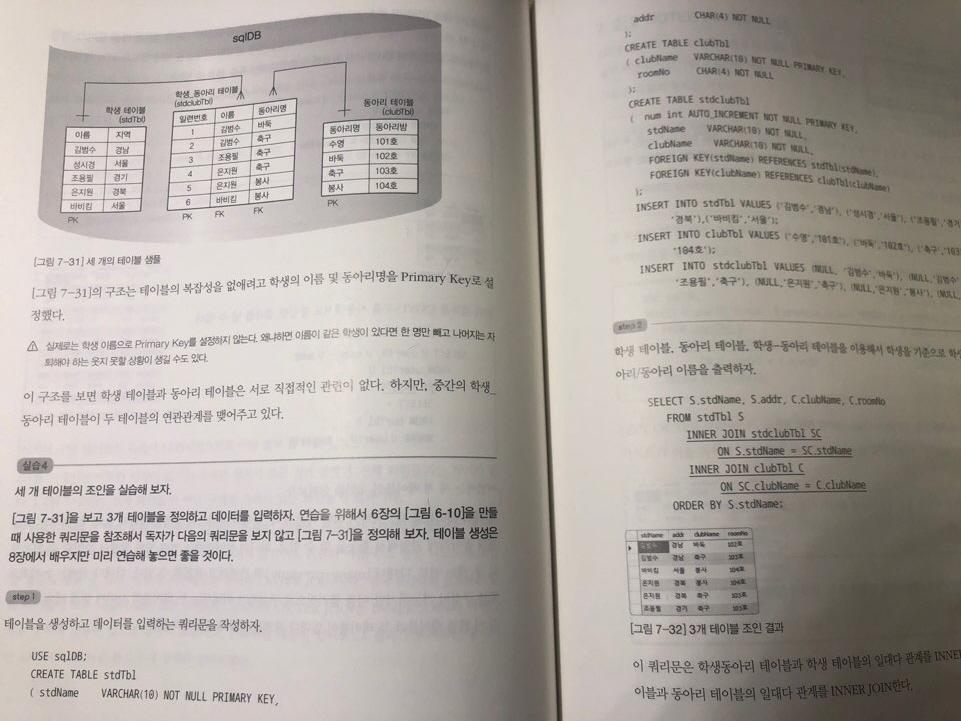 sqlDB
학생 테이블
(stdTbl)
이름 지역
김범수 경남
성시경 서울
조용필 경기
은지원 경북
바비킴 서울
PK
학생_동아리 테이블
(stdclubTbl)
일련번호 이름 동아리명
1 김범수 바둑
2 김범수 축구
3 조용필 축구
4 은지원 축구
5 은지원 봉사
6 바비킴 봉사
PK FK FK
동아리 테이블
(clubTbl)
동아리명 동아리방
수영 101호
바둑 102호
축구 103호
봉사 104호
PK
[그림 7-31] 세 개의 테이블 샘플
[그림 7-31]의 구조는 테이블의 복잡성을 없애려고 학생의 이름 및 동아리명을 Primary Key로 설
정했다.
실제로는 학생 이름으로 Primary Key를 설정하지 않는다. 왜냐하면 이름이 같은 학생이 있다면 한 명만 빼고 나머지는 자
퇴해야 하는 웃지 못할 상황이 생길 수도 있다.
이 구조를 보면 학생 테이블과 동아리 테이블은 서로 직접적인 관련이 없다. 하지만, 중간의 학생_
동아리 테이블이 두 테이블의 연관관계를 맺어주고 있다.
실습4
세 개 테이블의 조인을 실습해 보자.
[그림 7-31]을 보고 3개 테이블을 정의하고 데이터를 입력하자. 연습을 위해서 6장의 [그림 6-10]을 만들
때 사용한 쿼리문을 참조해서 독자가 다음의 쿼리문을 보지 않고 [그림 7-31]을 정의해 보자. 테이블 생성은
8장에서 배우지만 미리 연습해 놓으면 좋을 것이다.
step 1
테이블을 생성하고 데이터를 입력하는 쿼리문을 작성하자.
USE sqlDB;
CREATE TABLE stdTbl
( stdName VARCHAR(10) NOT NULL PRIMARY KEY,
addr CHAR(4) NOT NULL
);
CREATE TABLE clubTbl
( clubName VARCHAR(10) NOT NULL PRIMARY KEY,
roomNo CHAR(4) NOT NULL
);
CREATE TABLE stdclubTbl
( num int AUTO_INCREMENT NOT NULL PRIMARY KEY,
stdName VARCHAR(10) NOT NULL,
clubName VARCHAR(10) NOT NULL,
FOREIGN KEY(stdName) REFERENCES stdTbl(stdName),
FOREIGN KEY(clubName) REFERENCES clubTbl(clubName)
);
INSERT INTO stdTbl VALUES ('김범수','경남'), ('성시경','서울'), ('조용필','경기
'경북'),('바비킴','서울');
INSERT INTO clubTbl VALUES ('수영','101호'), ('바둑','102호'), ('축구','103
'104호');
INSERT INTO stdclubTbl VALUES (NULL, '김범수','바둑'), (NULL,'김범수'
'조용필','축구'), (NULL,'은지원','축구'), (NULL,'은지원','봉사'), (NULL,
step 2
학생 테이블, 동아리 테이블, 학생-동아리 테이블을 이용해서 학생을 기준으로
아리/동아리 이름을 출력하자.
SELECT S.stdName, S.addr, C.clubName, C.roomNo
FROM stdTbl S
INNER JOIN stdclubTbl SC
ON S.stdName = SC.stdName
INNER JOIN clubTbl C
ON SC.clubName = C.clubName
ORDER BY S.stdName;
stdName addr clubName roomNo
김범수 경남 바둑 102호
김범수 경남 축구 103호
바비킴 서울 봉사 104호
은지원 경북 봉사 104호
은지원 경북 축구 103호
조용필 경기 축구 103호
[그림 7-32] 3개 테이블 조인 결과
이 쿼리문은 학생동아리 테이블과 학생 테이블의 일대다 관계를 INNER
이블과 동아리 테이블의 일대다 관계를 INNER JOIN한다.